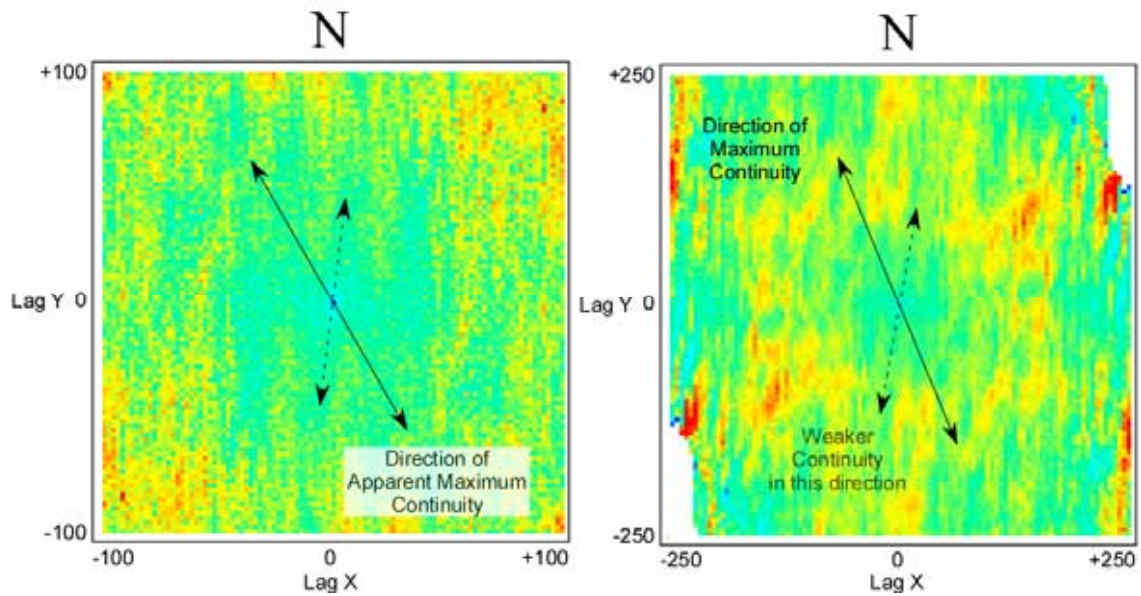 N
+100
Lag Y 0
-100
-100
0
+100
Lag X
Direction of
Apparent Maximum
Continuity
N
+250
Lag Y 0
-250
-250
0
+250
Lag X
Direction of
Maximum
Continuity
Weaker
Continuity
in this direction